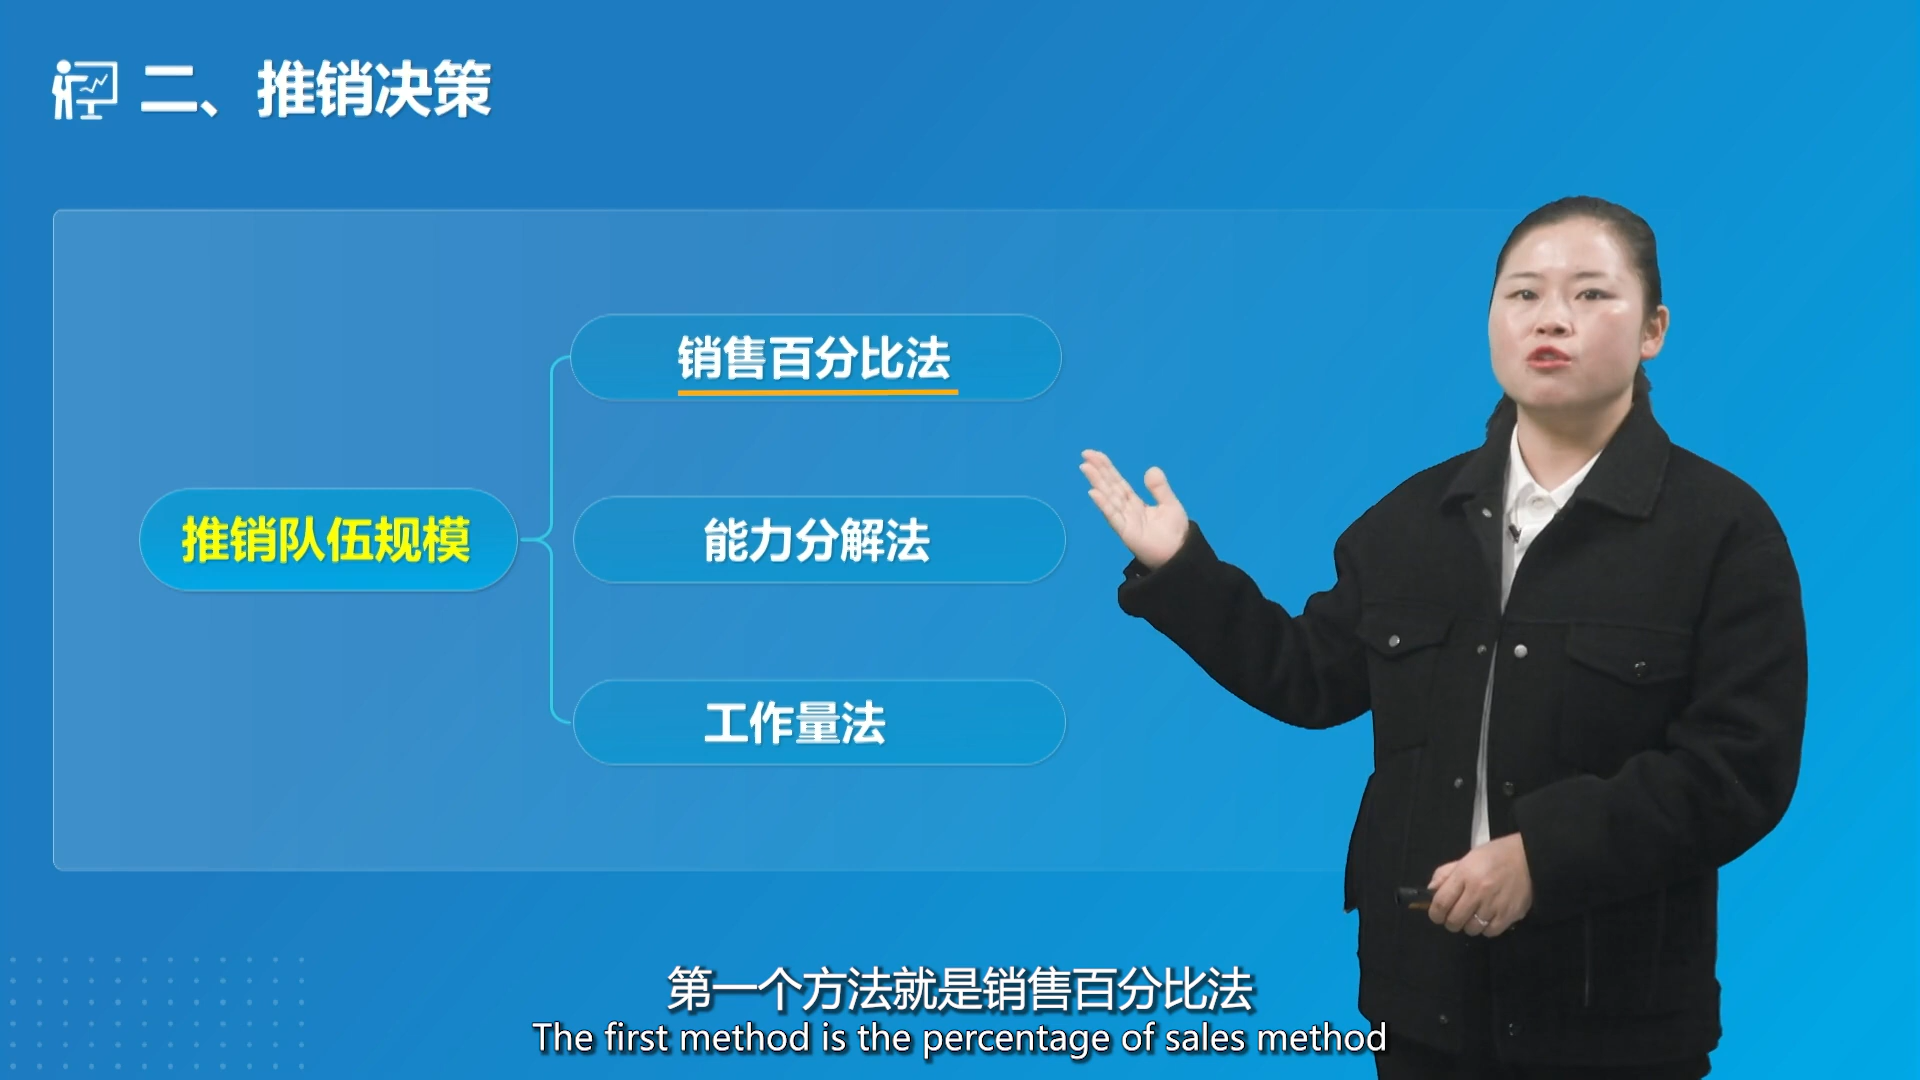 二、推销决策
销售百分比法
推销队伍规模
能力分解法
工作量法
第一个方法就是销售百分比法
The first method is the percentage of sales method